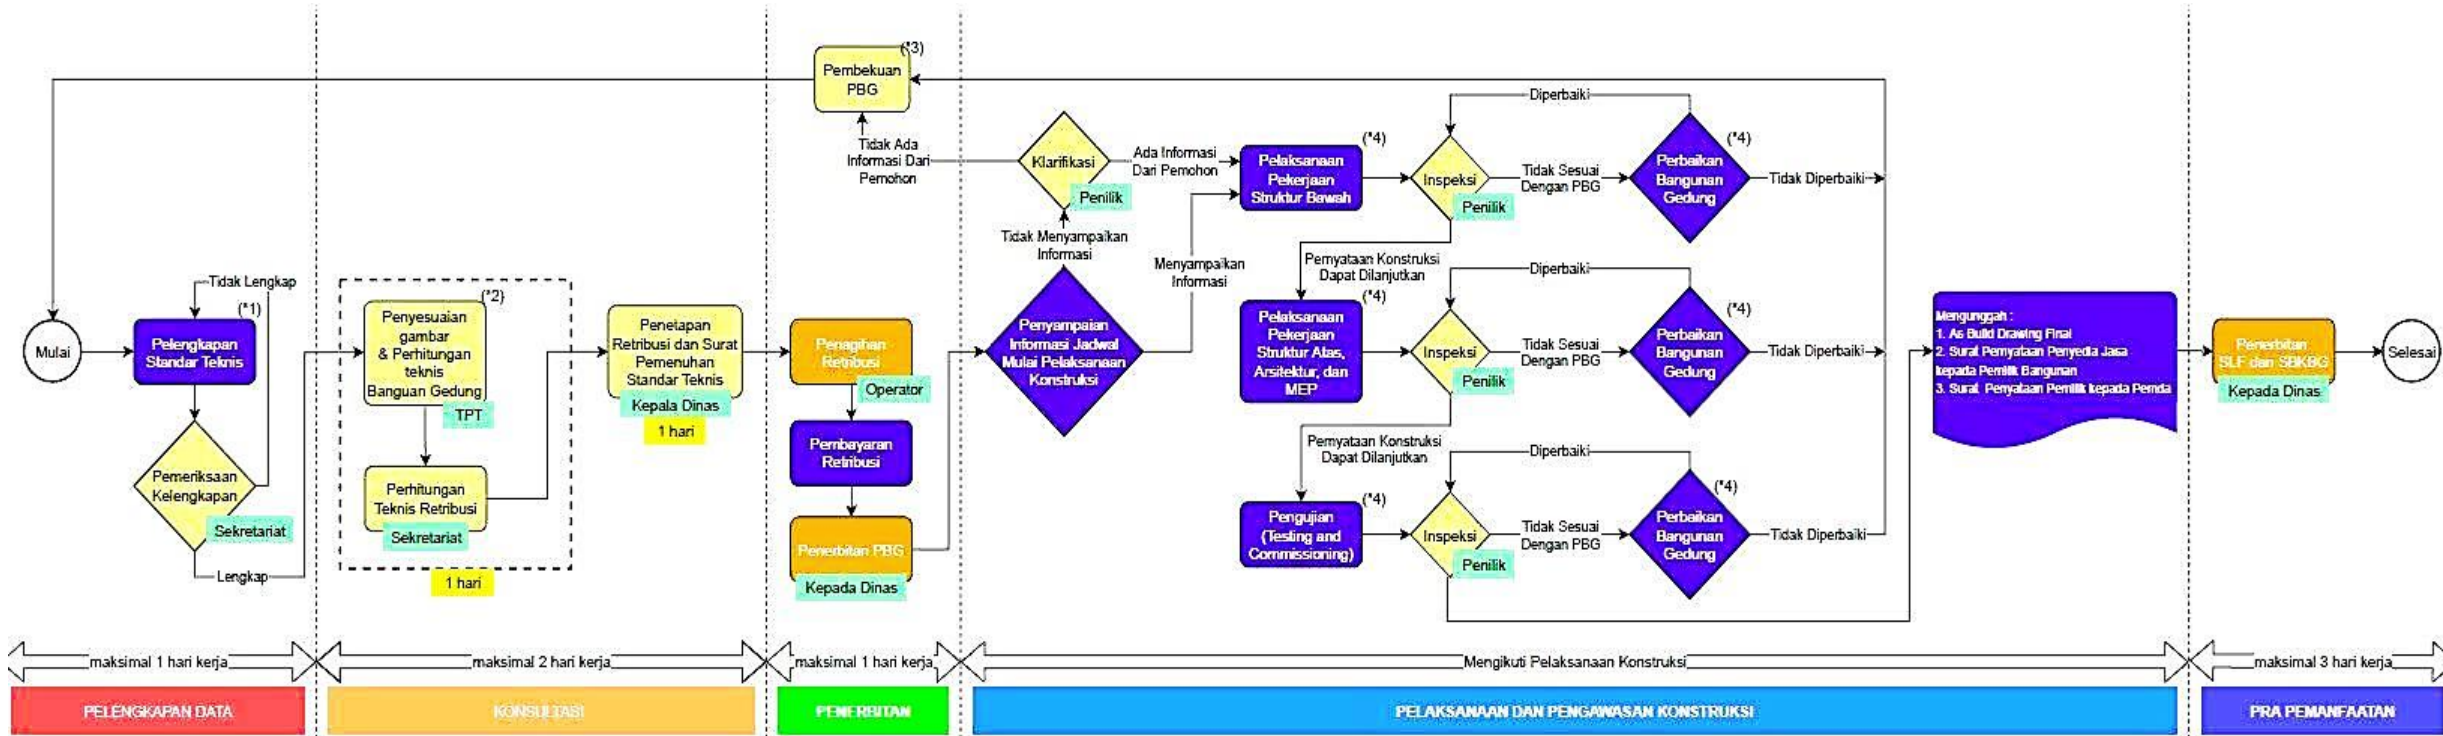 Mulai
Tidak Lengkap
(*1)
Pelengkapan
Standar Teknis
Pemeriksaan
Kelengkapan
Sekretariat
Lengkap
(*2)
Penyesuaian
gambar
& Perhitungan
teknis
Banguan Gedung
TPT
Perhitungan
Teknis Retribusi
Sekretariat
1 hari
Penetapan
Retribusi dan Surat
Pemenuhan
Standar Teknis
Kepala Dinas
1 hari
(*3)
Pembekuan
PBG
Tidak Ada
Informasi Dari
Pemohon
Penagihan
Retribusi
Operator
Pembayaran
Retribusi
Penerbitan PBG
Kepada Dinas
Klarifikasi
Penilik
Tidak Menyampaikan
Informasi
Penyampaian
Informasi Jadwal
Mulai Pelaksanaan
Konstruksi
Ada Informasi
Dari Pemohon
Menyampaikan
Informasi
(*4)
Pelaksanaan
Pekerjaan
Struktur Bawah
Diperbaiki
Inspeksi
Penilik
Tidak Sesuai
Dengan PBG
(*4)
Perbaikan
Bangunan
Gedung
Tidak Diperbaiki
Pernyataan Konstruksi
Dapat Dilanjutkan
(*4)
Pelaksanaan
Pekerjaan
Struktur Atas,
Arsitektur, dan
MEP
Diperbaiki
Inspeksi
Penilik
Tidak Sesuai
Dengan PBG
(*4)
Perbaikan
Bangunan
Gedung
Tidak Diperbaiki
Pernyataan Konstruksi
Dapat Dilanjutkan
(*4)
Pengujian
(Testing and
Commissioning)
Diperbaiki
Inspeksi
Penilik
Tidak Sesuai
Dengan PBG
(*4)
Perbaikan
Bangunan
Gedung
Tidak Diperbaiki
Mengunggah :
1. As Build Drawing Final
2. Surat Pernyataan Penyedia Jasa
kepada Pemilik Bangunan
3. Surat Penyataan Pemilik kepada Pemda
Penerbitan
SLF dan SBKBG
Kepada Dinas
Selesai
maksimal 1 hari kerja
maksimal 2 hari kerja
maksimal 1 hari kerja
Mengikuti Pelaksanaan Konstruksi
maksimal 3 hari kerja
PELENGKAPAN DATA
KONSULTASI
PENERBITAN
PELAKSANAAN DAN PENGAWASAN KONSTRUKSI
PRA PEMANFAATAN